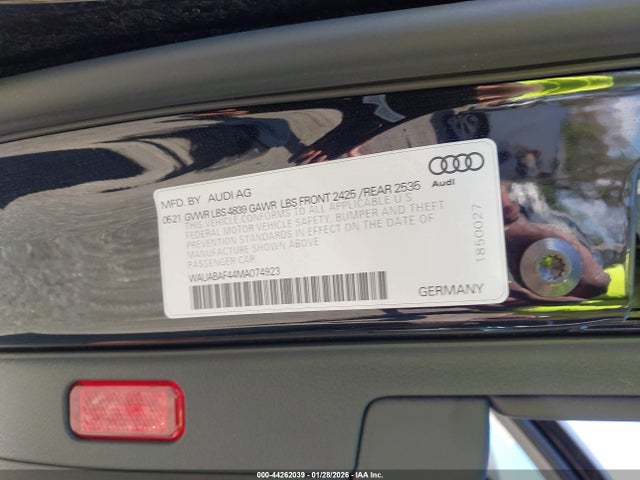 MFD. BY AUDI AG
05 21 GVWR LBS 4839 GAWR LBS FRONT 2425 /REAR 2535
THIS VEHICLE CONFORMS TO ALL APPLICABLE U S
FEDERAL MOTOR VEHICLE SAFETY, BUMPER AND THEFT
PREVENTION STANDARDS IN EFFECT ON THE DATE OF
MANUFACTURE SHOWN ABOVE
PASSENGER CAR
WAUABAF44MA074923
Audi
1850027
GERMANY
000-44262039 - 01/28/2026 - IAA Inc.